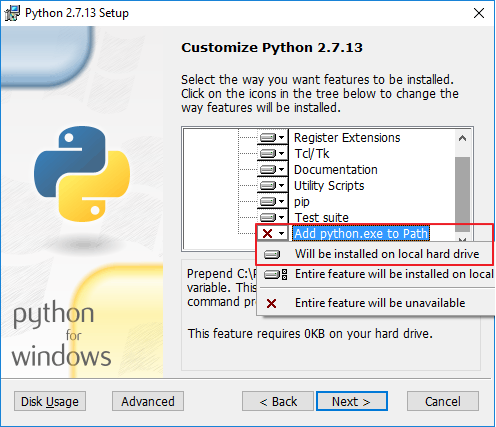 Python 2.7.13 Setup
Customize Python 2.7.13
Select the way you want features to be installed.
Click on the icons in the tree below to change the
way features will be installed.
Register Extensions
Tcl/Tk
Documentation
Utility Scripts
pip
Test suite
Add python.exe to Path
Will be installed on local hard drive
Entire feature will be installed on local
Entire feature will be unavailable
Prepend C:\
variable. This
command
This feature requires 0KB on your hard drive.
python
for
windows
Disk Usage
Advanced
< Back
Next >
Cancel